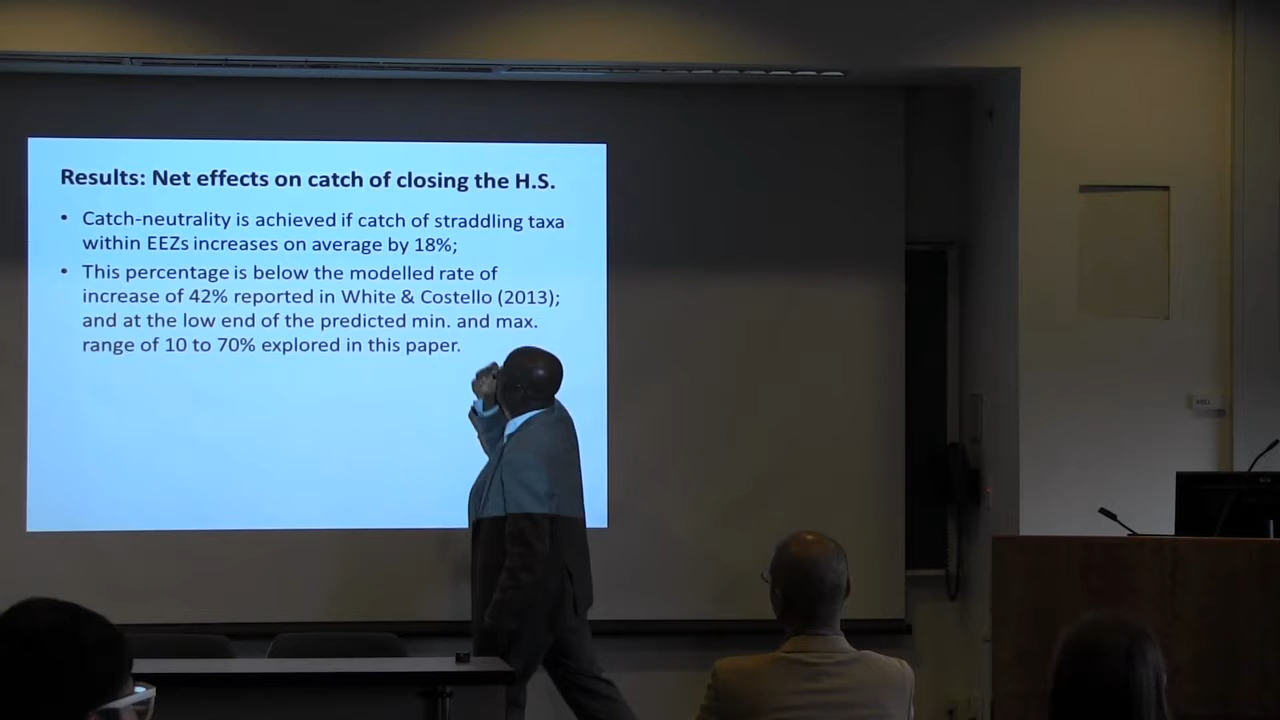 Results: Net effects on catch of closing the H.S.
• Catch-neutrality is achieved if catch of straddling taxa
within EEZs increases on average by 18%;
• This percentage is below the modelled rate of
increase of 42% reported in White & Costello (2013);
and at the low end of the predicted min. and max.
range of 10 to 70% explored in this paper.